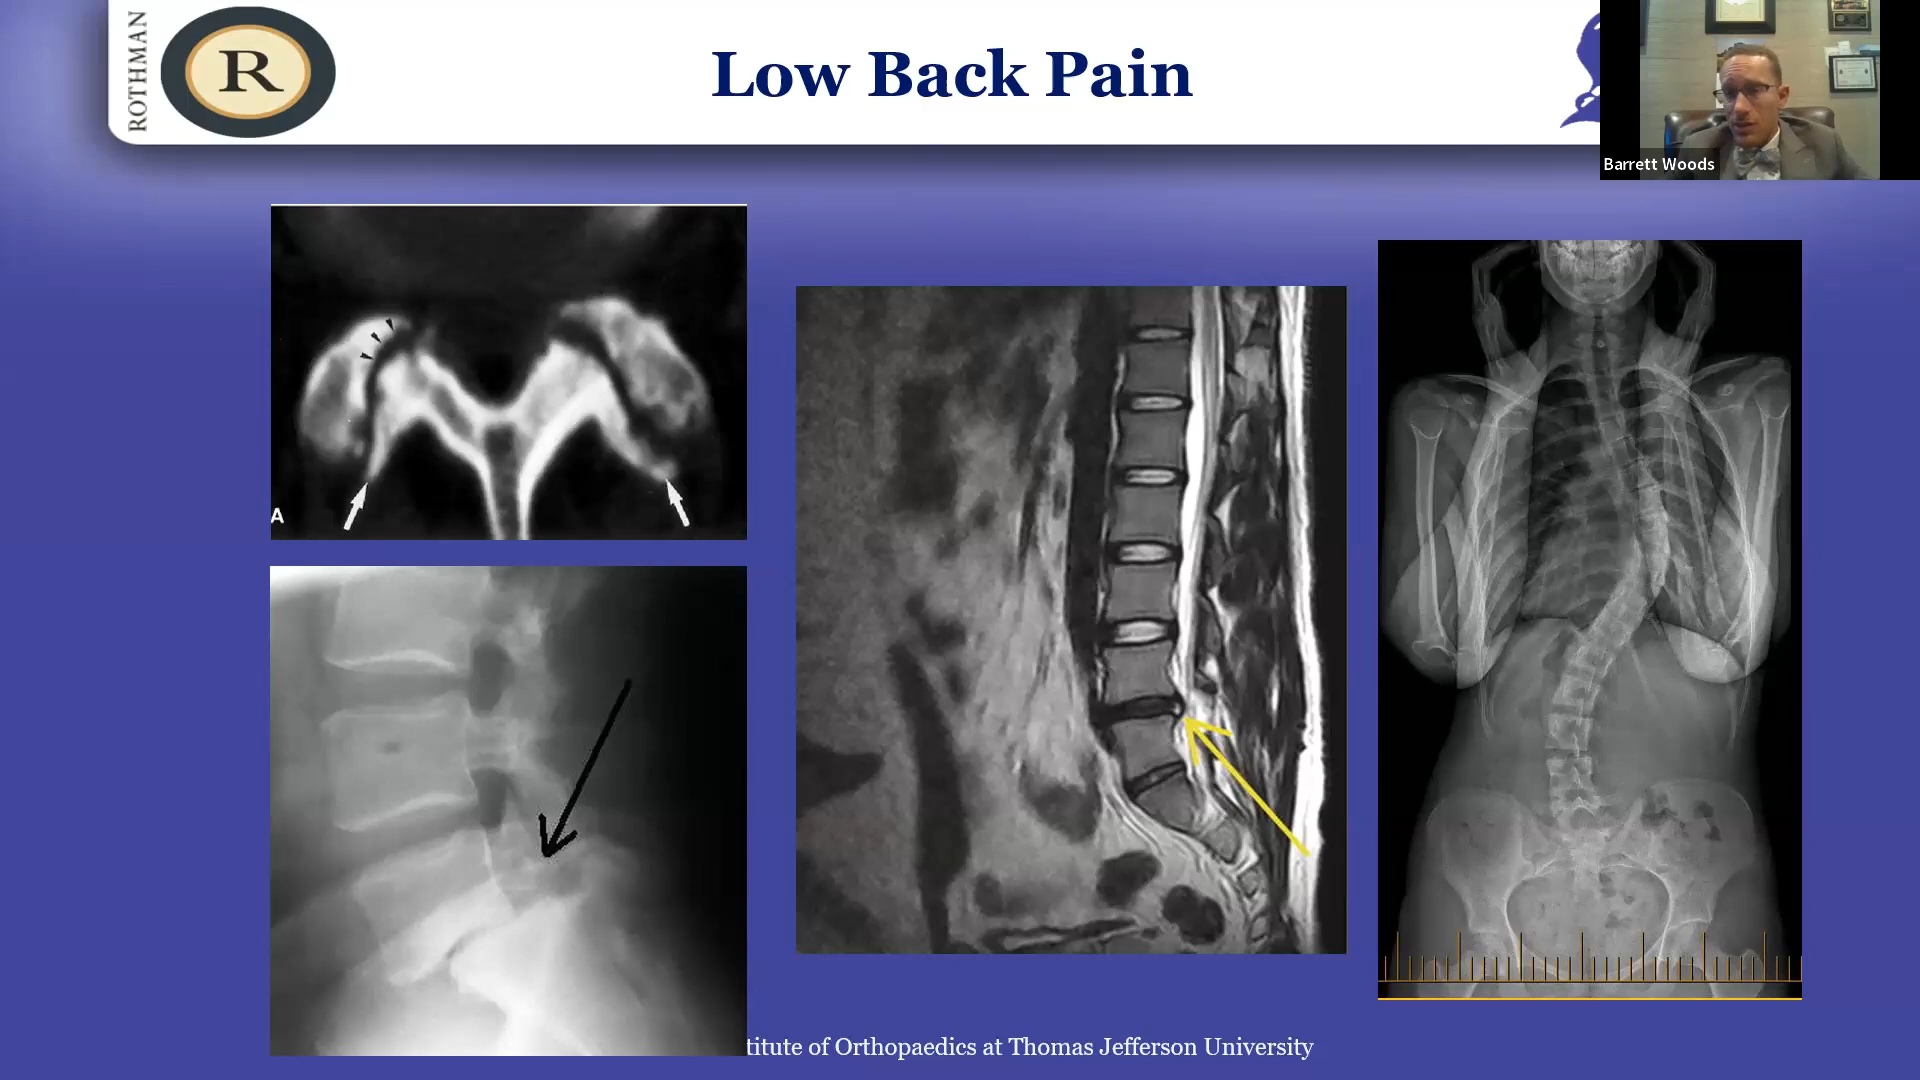 ROTHMAN
R
Low Back Pain
Barrett Woods
A
titute of Orthopaedics at Thomas Jefferson University